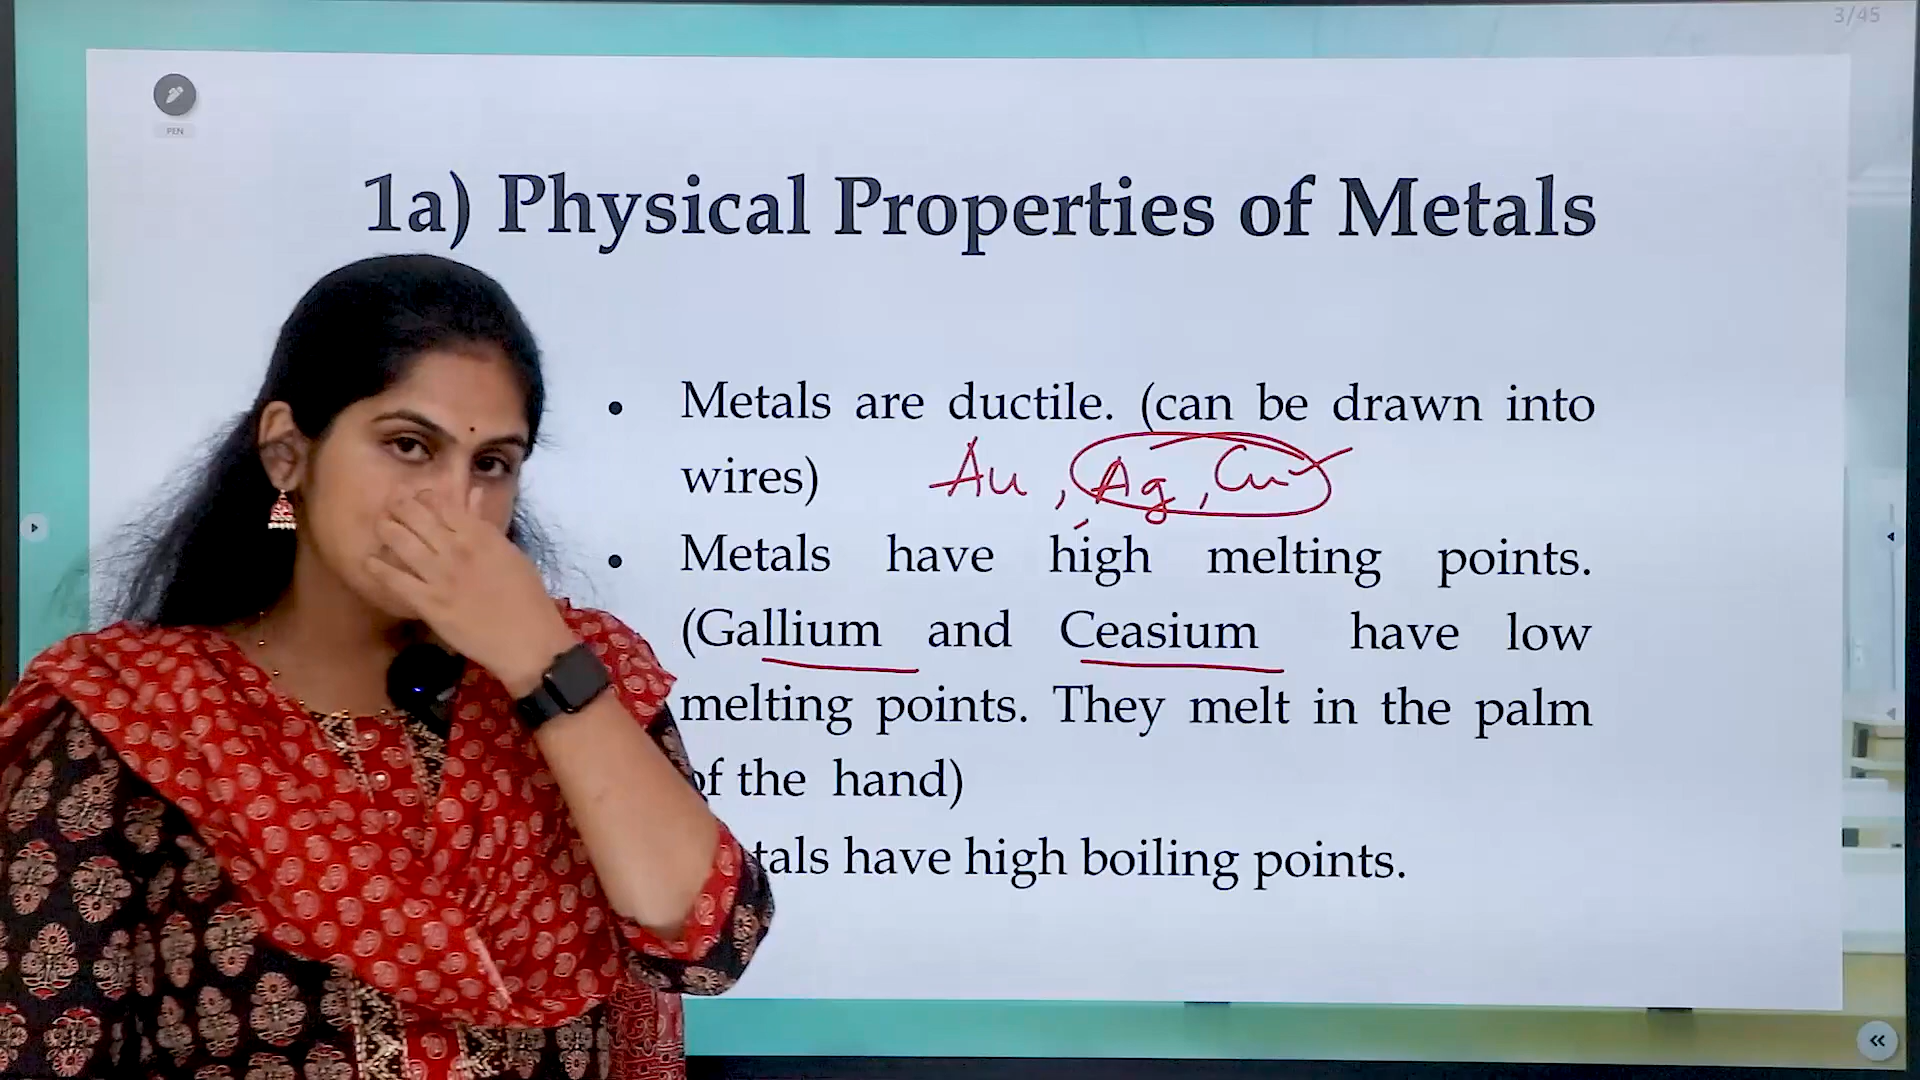 3/45
PEN
1a) Physical Properties of Metals
• Metals are ductile. (can be drawn into
wires) Au, Ag, Cu
• Metals have high melting points.
(Gallium and Ceasium have low
melting points. They melt in the palm
of the hand)
tals have high boiling points.